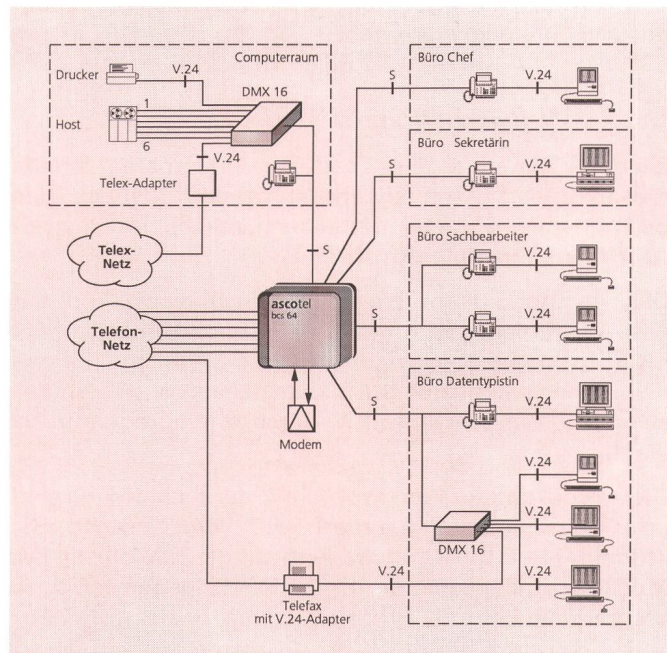 Computerraum
Drucker
V.24
DMX 16
Host
1
6
V.24
Telex-Adapter
S
Telex-
Netz
Telefon-
Netz
ascotel
bcs 64
Modem
Büro Chef
S
V.24
Büro Sekretärin
S
V.24
Büro Sachbearbeiter
V.24
S
V.24
Büro Datentypistin
S
V.24
V.24
V.24
DMX 16
V.24
V.24
Telefax
mit V.24-Adapter